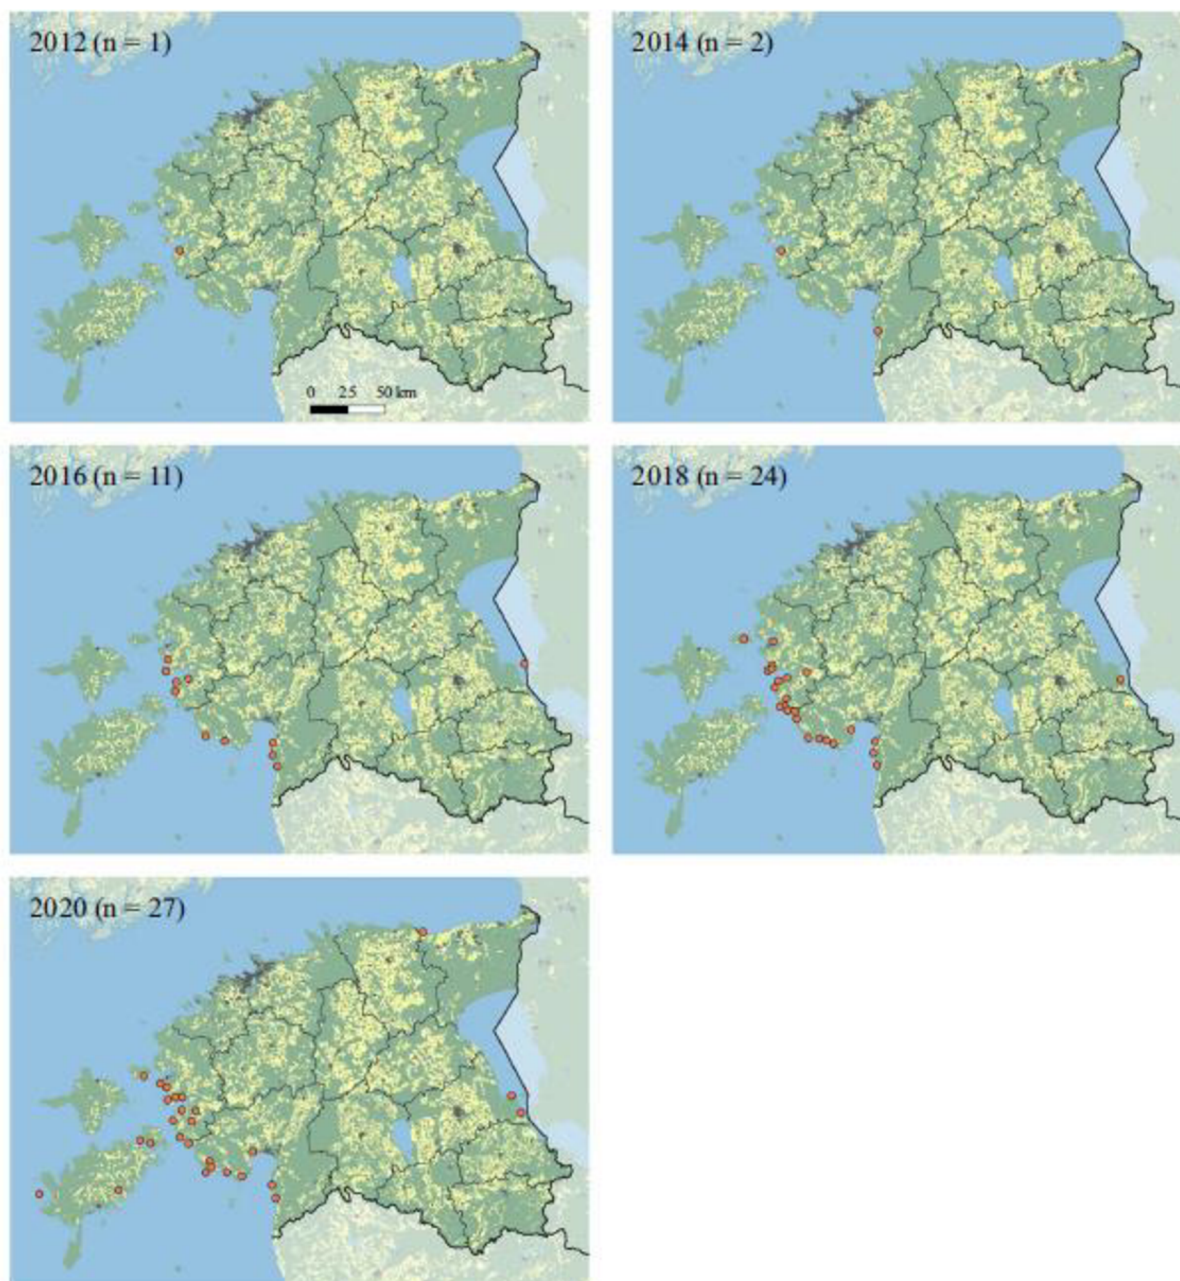 2012 (n = 1)
2014 (n = 2)
0 25 50 km
2016 (n = 11)
2018 (n = 24)
2020 (n = 27)